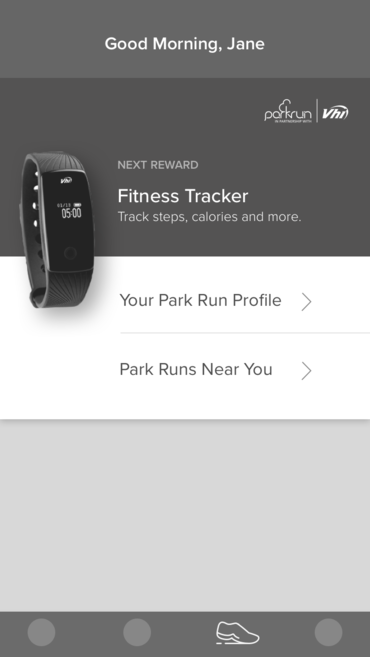 Good Morning, Jane
parkrun
IN PARTNERSHIP WITH
Vhi
NEXT REWARD
Fitness Tracker
Track steps, calories and more.
Vhi
03/13
05:00
Your Park Run Profile
Park Runs Near You